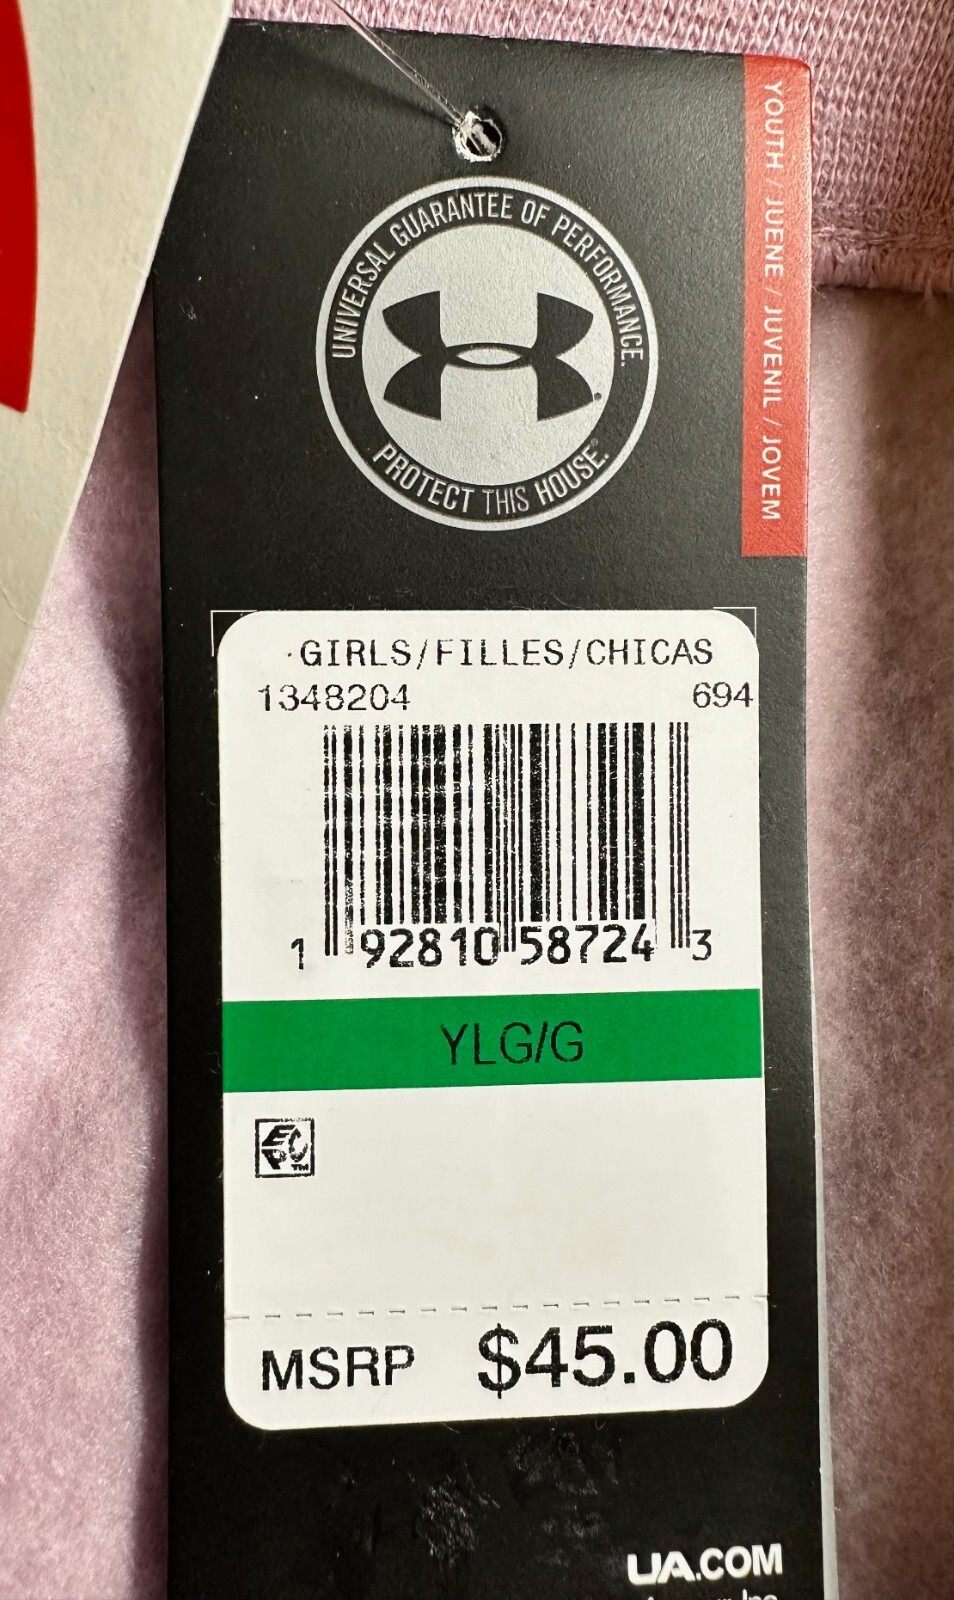 UNIVERSAL GUARANTEE OF PERFORMANCE.
PROTECT THIS HOUSE.®
YOUTH / JUENE / JUVENIL / JOVEM
GIRLS/FILLES/CHICAS
1348204 694
1 92810 58724 3
YLG/G
EPC™
MSRP $45.00
UA.COM